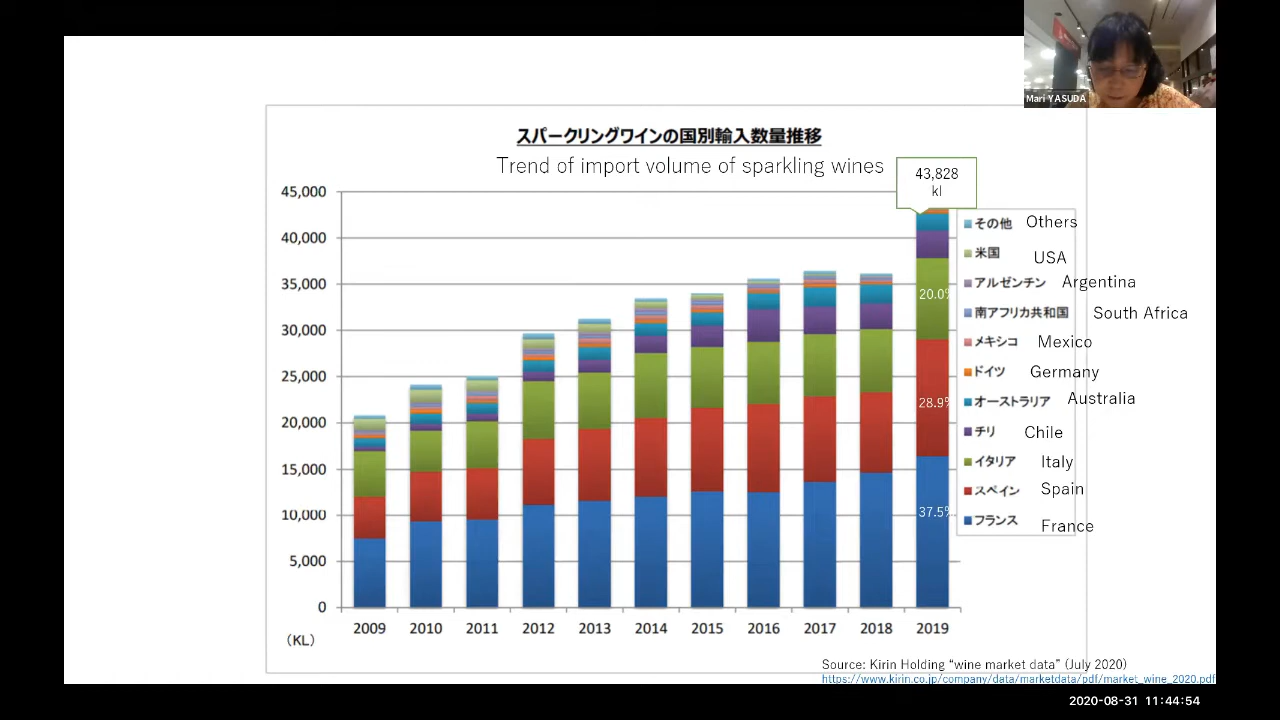 Mari YASUDA
スパークリングワインの国別輸入数量推移
Trend of import volume of sparkling wines
43,828
kl
45,000
40,000
35,000
30,000
25,000
20,000
15,000
10,000
5,000
0
(KL)
20.0%
28.9%
37.5%
その他 Others
米国 USA
アルゼンチン Argentina
南アフリカ共和国 South Africa
メキシコ Mexico
ドイツ Germany
オーストラリア Australia
チリ Chile
イタリア Italy
スペイン Spain
フランス France
2009 2010 2011 2012 2013 2014 2015 2016 2017 2018 2019
Source: Kirin Holding “wine market data” (July 2020)
https://www.kirin.co.jp/company/data/marketdata/pdf/market_wine_2020.pdf
2020-08-31 11:44:54